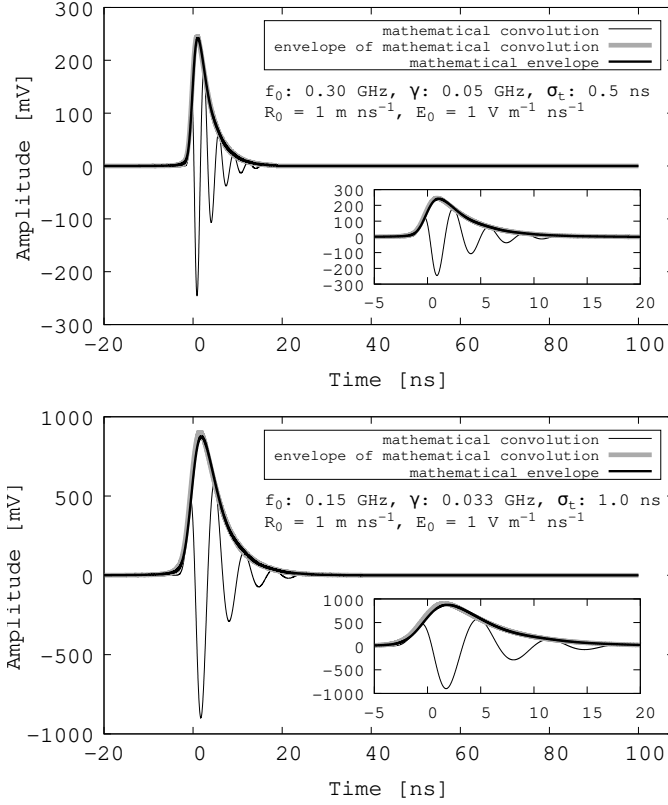 300
200
100
0
−100
−200
−300
Amplitude [mV]
mathematical convolution
envelope of mathematical convolution
mathematical envelope
f0: 0.30 GHz, γ: 0.05 GHz, σt: 0.5 ns
R0 = 1 m ns−1, E0 = 1 V m−1 ns−1
300
200
100
0
−100
−200
−300
−5 0 5 10 15 20
−20 0 20 40 60 80 100
Time [ns]
1000
500
0
−500
−1000
Amplitude [mV]
mathematical convolution
envelope of mathematical convolution
mathematical envelope
f0: 0.15 GHz, γ: 0.033 GHz, σt: 1.0 ns
R0 = 1 m ns−1, E0 = 1 V m−1 ns−1
1000
500
0
−500
−1000
−5 0 5 10 15 20
−20 0 20 40 60 80 100
Time [ns]